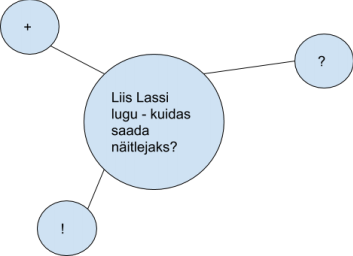 +
?
Liis Lassi
lugu - kuidas
saada
näitlejaks?
!